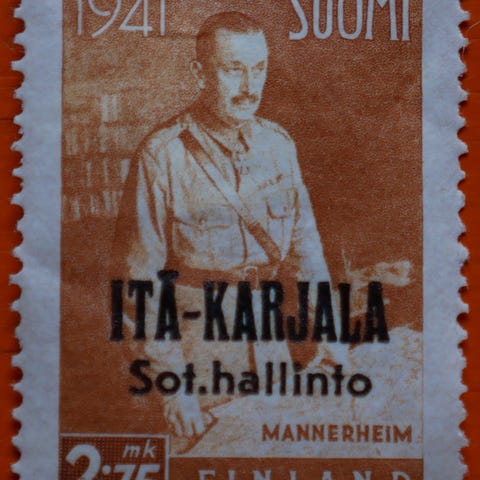 1941 SUOMI
ITÄ-KARJALA
Sot.hallinto
MANNERHEIM
2:75 mk
FINLAND